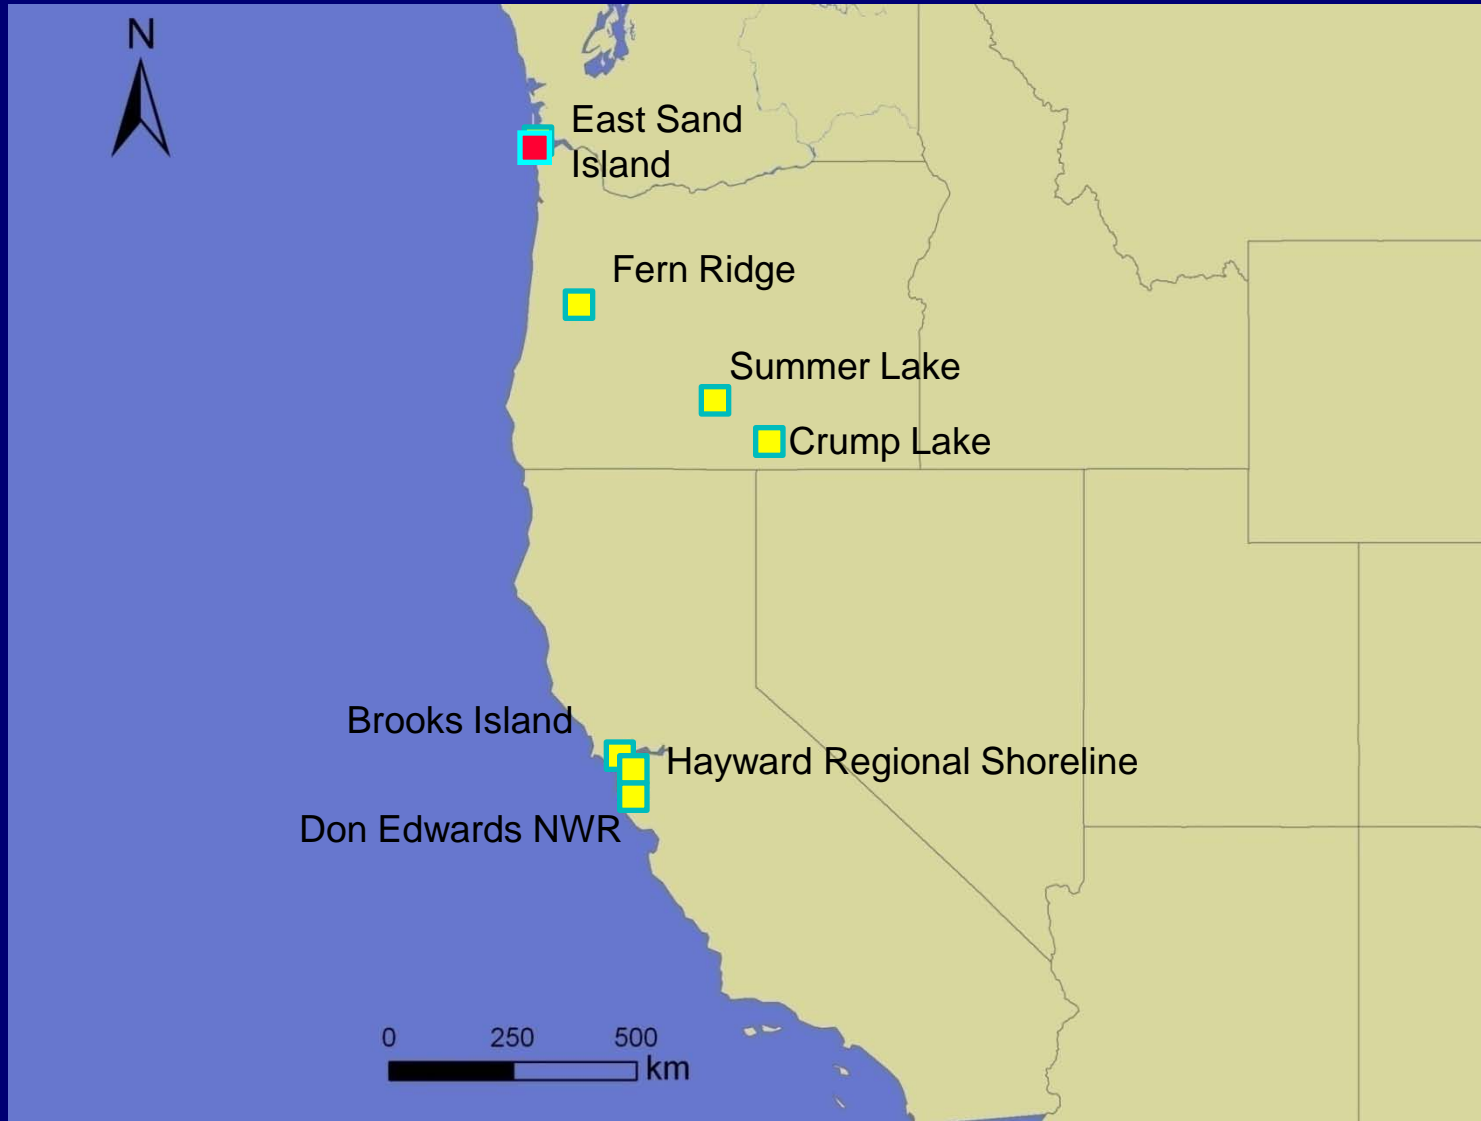 N
East Sand
Island
Fern Ridge
Summer Lake
Crump Lake
Brooks Island
Hayward Regional Shoreline
Don Edwards NWR
0 250 500
km